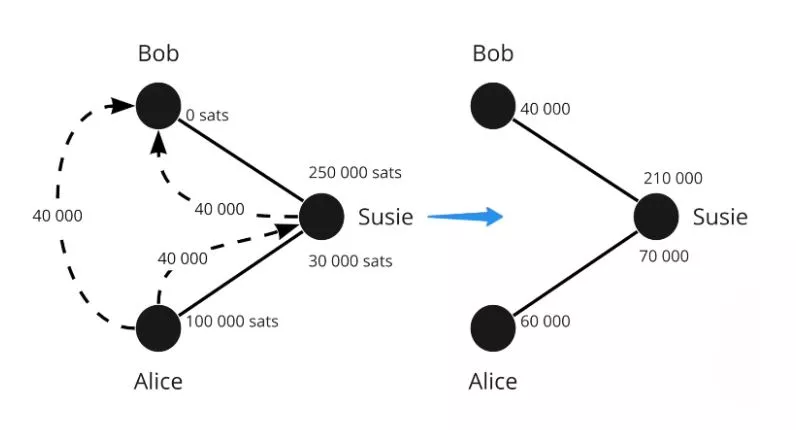 Bob
0 sats
250 000 sats
40 000
40 000
Susie
40 000
30 000 sats
100 000 sats
Alice
Bob
40 000
210 000
Susie
70 000
60 000
Alice